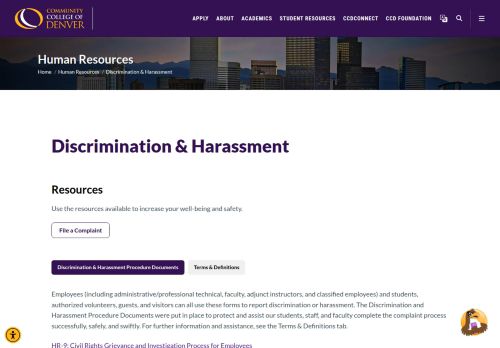 COMMUNITY
COLLEGE OF
DENVER
APPLY ABOUT ACADEMICS STUDENT RESOURCES CCDCONNECT CCD FOUNDATION
Human Resources
Home / Human Resources / Discrimination & Harassment
Discrimination & Harassment
Resources
Use the resources available to increase your well-being and safety.
File a Complaint
Discrimination & Harassment Procedure Documents Terms & Definitions
Employees (including administrative/professional technical, faculty, adjunct instructors, and classified employees) and students,
authorized volunteers, guests, and visitors can all use these forms to report discrimination or harassment. The Discrimination and
Harassment Procedure Documents were put in place to protect and assist our students, staff, and faculty complete the complaint process
successfully, safely, and swiftly. For further information and assistance, see the Terms & Definitions tab.
HR-9: Civil Rights Grievance and Investigation Process for Employees